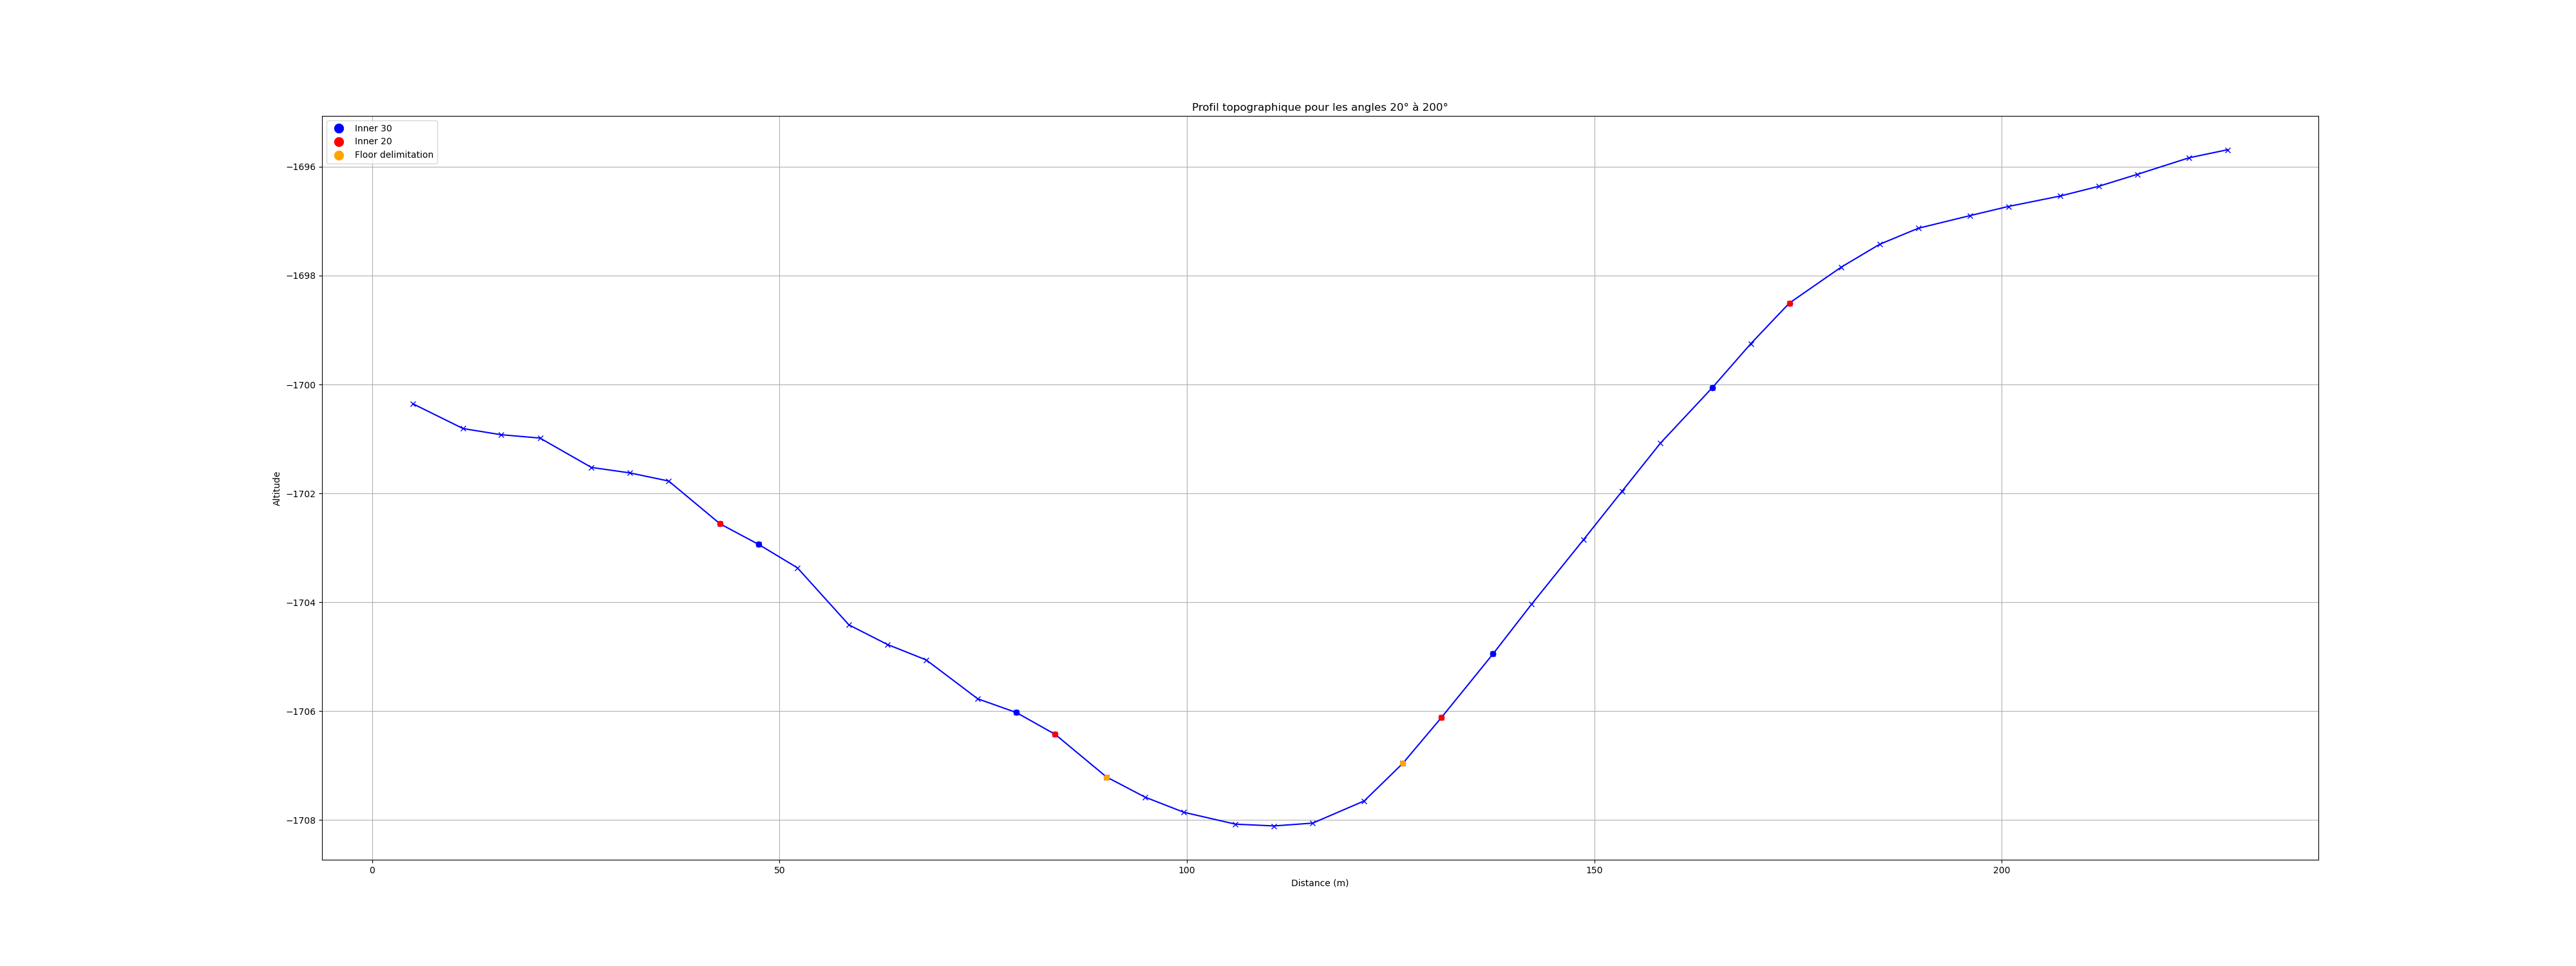 Profil topographique pour les angles 20° à 200°
Inner 30
Inner 20
Floor delimitation
−1696
−1698
−1700
−1702
−1704
−1706
−1708
Altitude
0 50 100 150 200
Distance (m)